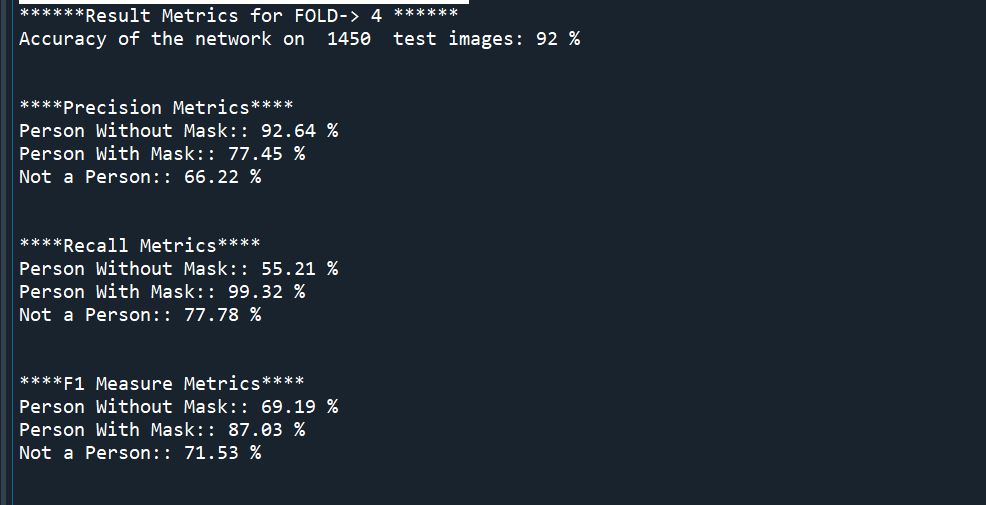 ******Result Metrics for FOLD-> 4 ******
Accuracy of the network on  1450  test images: 92 %
****Precision Metrics****
Person Without Mask:: 92.64 %
Person With Mask:: 77.45 %
Not a Person:: 66.22 %
****Recall Metrics****
Person Without Mask:: 55.21 %
Person With Mask:: 99.32 %
Not a Person:: 77.78 %
****F1 Measure Metrics****
Person Without Mask:: 69.19 %
Person With Mask:: 87.03 %
Not a Person:: 71.53 %